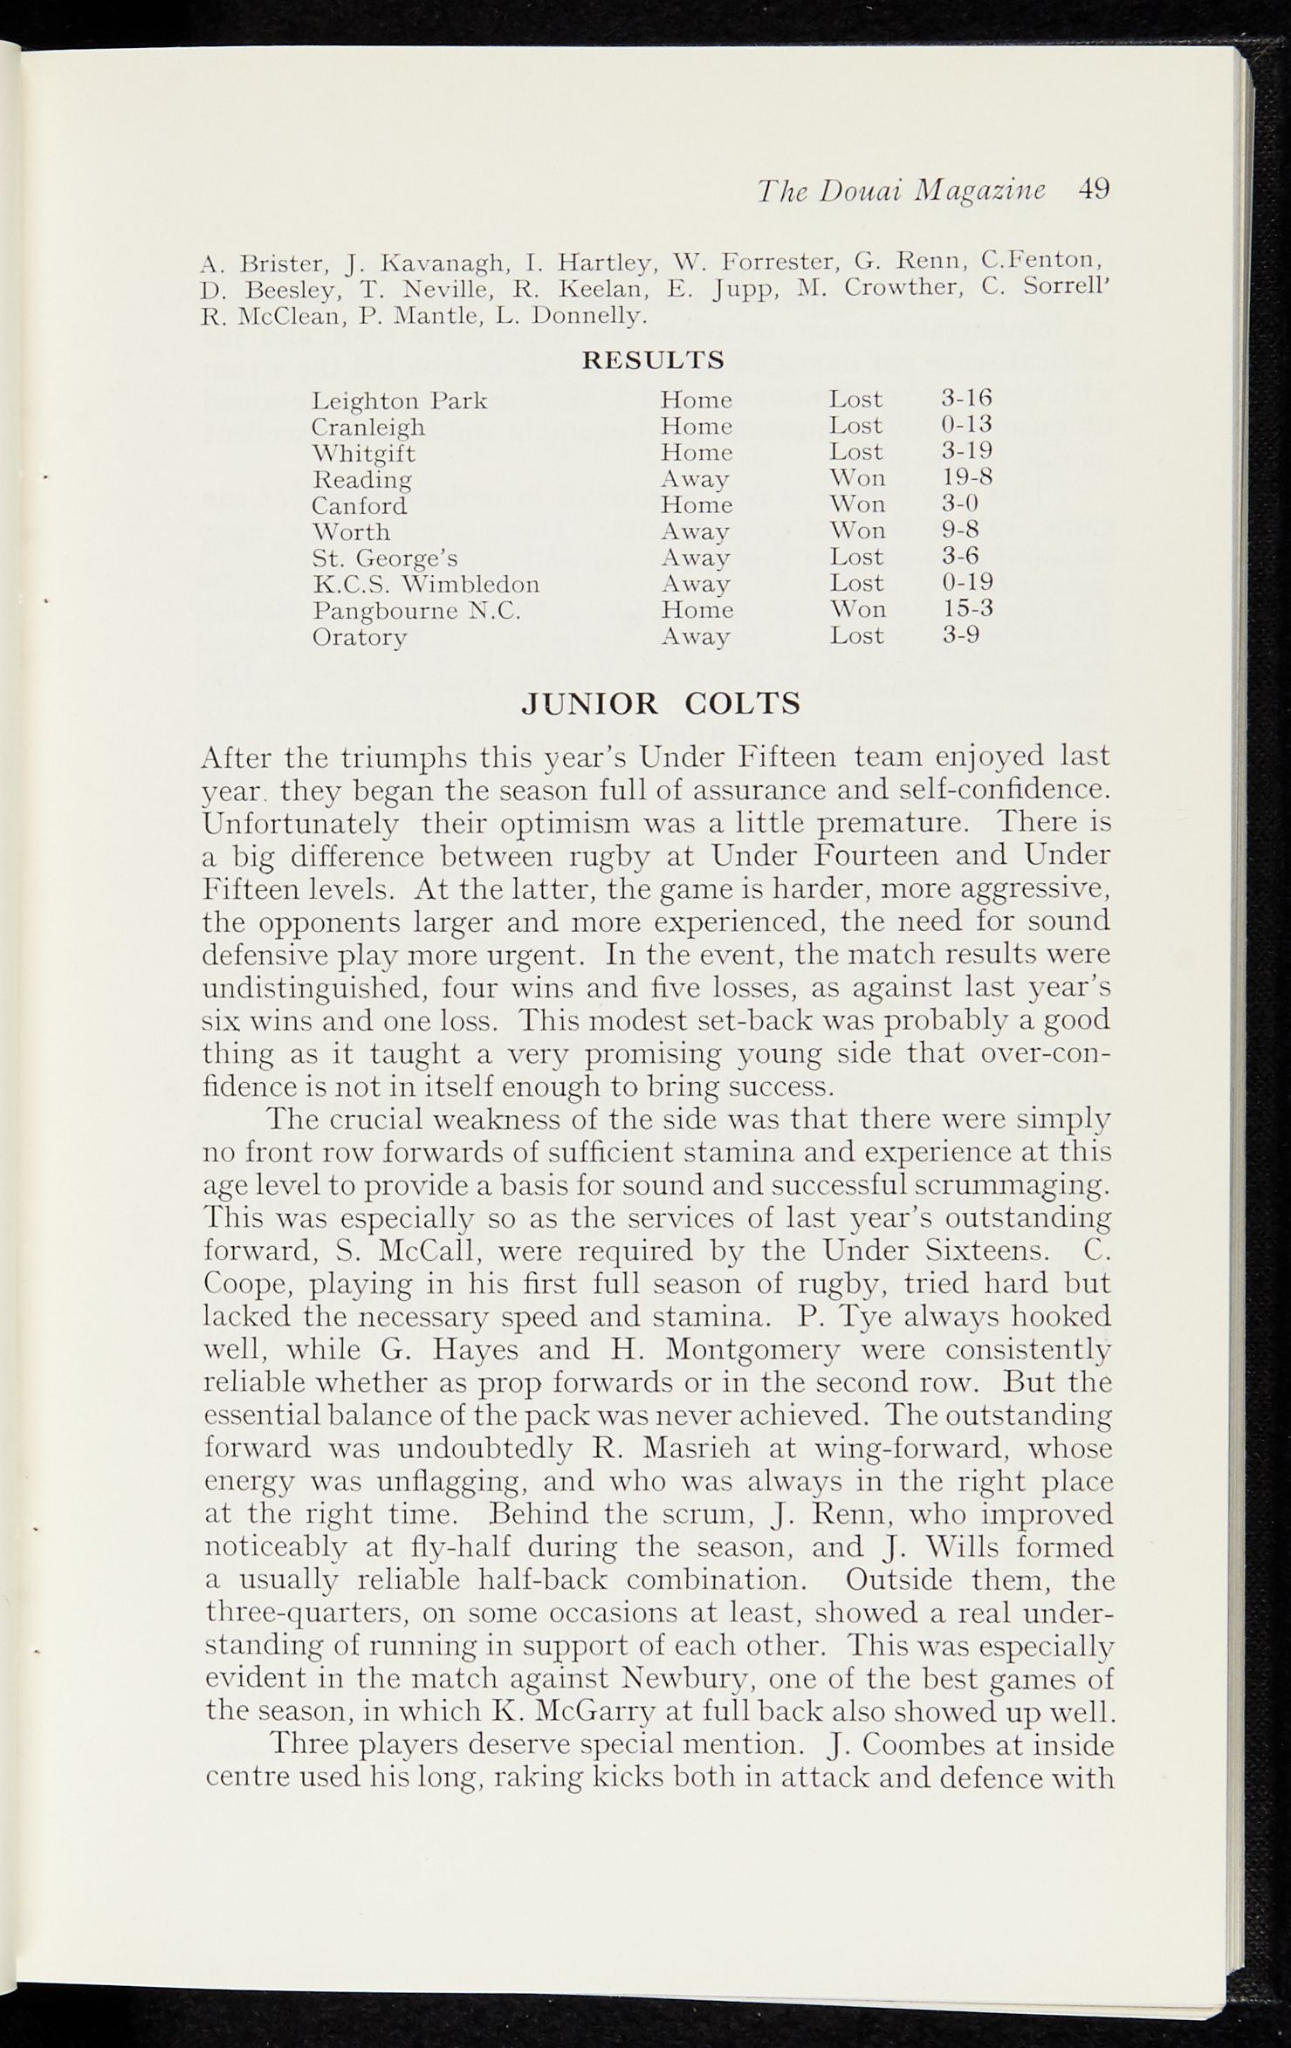 The Douai Magazine 49
A. Brister, J. Kavanagh, I. Hartley, W. Forrester, G. Renn, C.Fenton,
D. Beesley, T. Neville, R. Keelan, E. Jupp, M. Crowther, C. Sorrell'
R. McClean, P. Mantle, L. Donnelly.
RESULTS
Leighton Park Home Lost 3-16
Cranleigh Home Lost 0-13
Whitgift Home Lost 3-19
Reading Away Won 19-8
Canford Home Won 3-0
Worth Away Won 9-8
St. George's Away Lost 3-6
K.C.S. Wimbledon Away Lost 0-19
Pangbourne N.C. Home Won 15-3
Oratory Away Lost 3-9
JUNIOR COLTS
After the triumphs this year's Under Fifteen team enjoyed last
year. they began the season full of assurance and self-confidence.
Unfortunately their optimism was a little premature. There is
a big difference between rugby at Under Fourteen and Under
Fifteen levels. At the latter, the game is harder, more aggressive,
the opponents larger and more experienced, the need for sound
defensive play more urgent. In the event, the match results were
undistinguished, four wins and five losses, as against last year's
six wins and one loss. This modest set-back was probably a good
thing as it taught a very promising young side that over-con-
fidence is not in itself enough to bring success.
The crucial weakness of the side was that there were simply
no front row forwards of sufficient stamina and experience at this
age level to provide a basis for sound and successful scrummaging.
This was especially so as the services of last year's outstanding
forward, S. McCall, were required by the Under Sixteens. C.
Coope, playing in his first full season of rugby, tried hard but
lacked the necessary speed and stamina. P. Tye always hooked
well, while G. Hayes and H. Montgomery were consistently
reliable whether as prop forwards or in the second row. But the
essential balance of the pack was never achieved. The outstanding
forward was undoubtedly R. Masrieh at wing-forward, whose
energy was unflagging, and who was always in the right place
at the right time. Behind the scrum, J. Renn, who improved
noticeably at fly-half during the season, and J. Wills formed
a usually reliable half-back combination. Outside them, the
three-quarters, on some occasions at least, showed a real under-
standing of running in support of each other. This was especially
evident in the match against Newbury, one of the best games of
the season, in which K. McGarry at full back also showed up well.
Three players deserve special mention. J. Coombes at inside
centre used his long, raking kicks both in attack and defence with